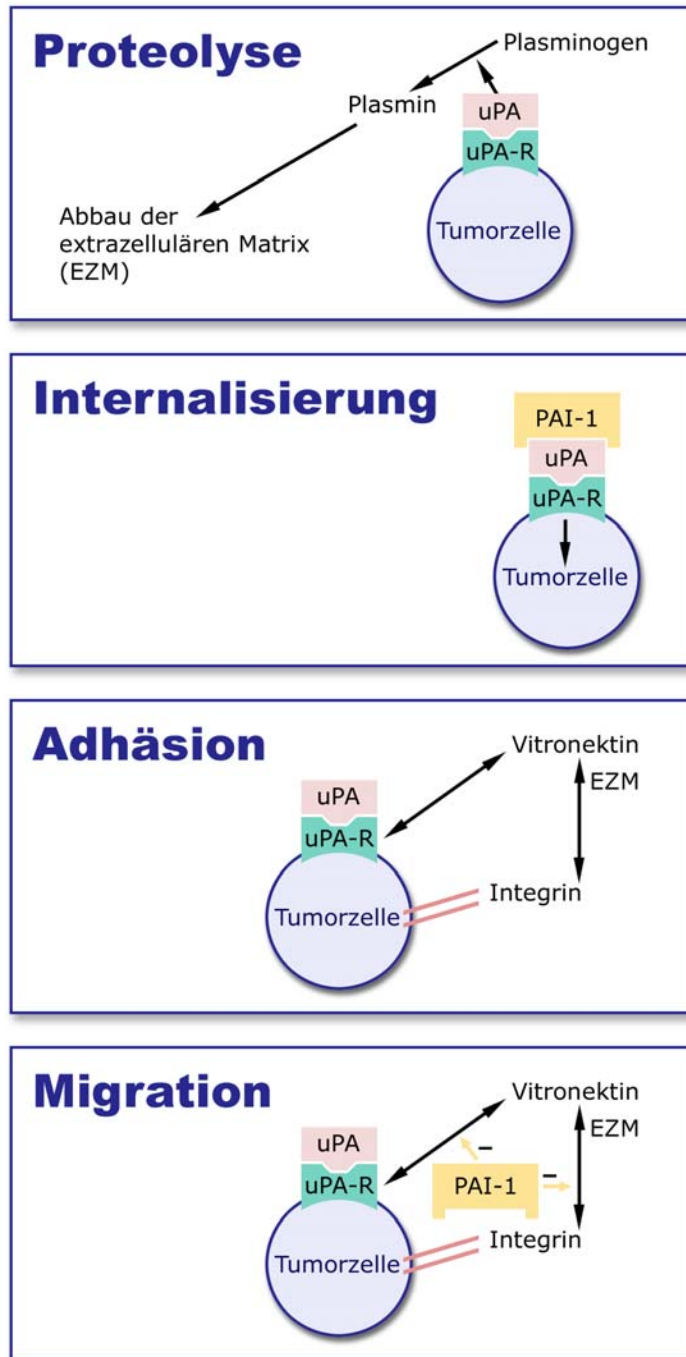 Proteolyse
Plasminogen
Plasmin
uPA
uPA-R
Abbau der
extrazellulären Matrix
(EZM)
Tumorzelle
Internalisierung
PAI-1
uPA
uPA-R
Tumorzelle
Adhäsion
Vitronektin
EZM
uPA
uPA-R
Integrin
Tumorzelle
Migration
Vitronektin
EZM
uPA
–
–
uPA-R
PAI-1
Integrin
Tumorzelle